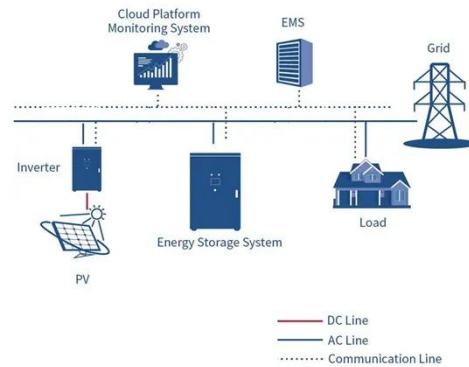 Cloud Platform
Monitoring System
EMS
Grid
Inverter
Energy Storage System
Load
PV
DC Line
AC Line
Communication Line